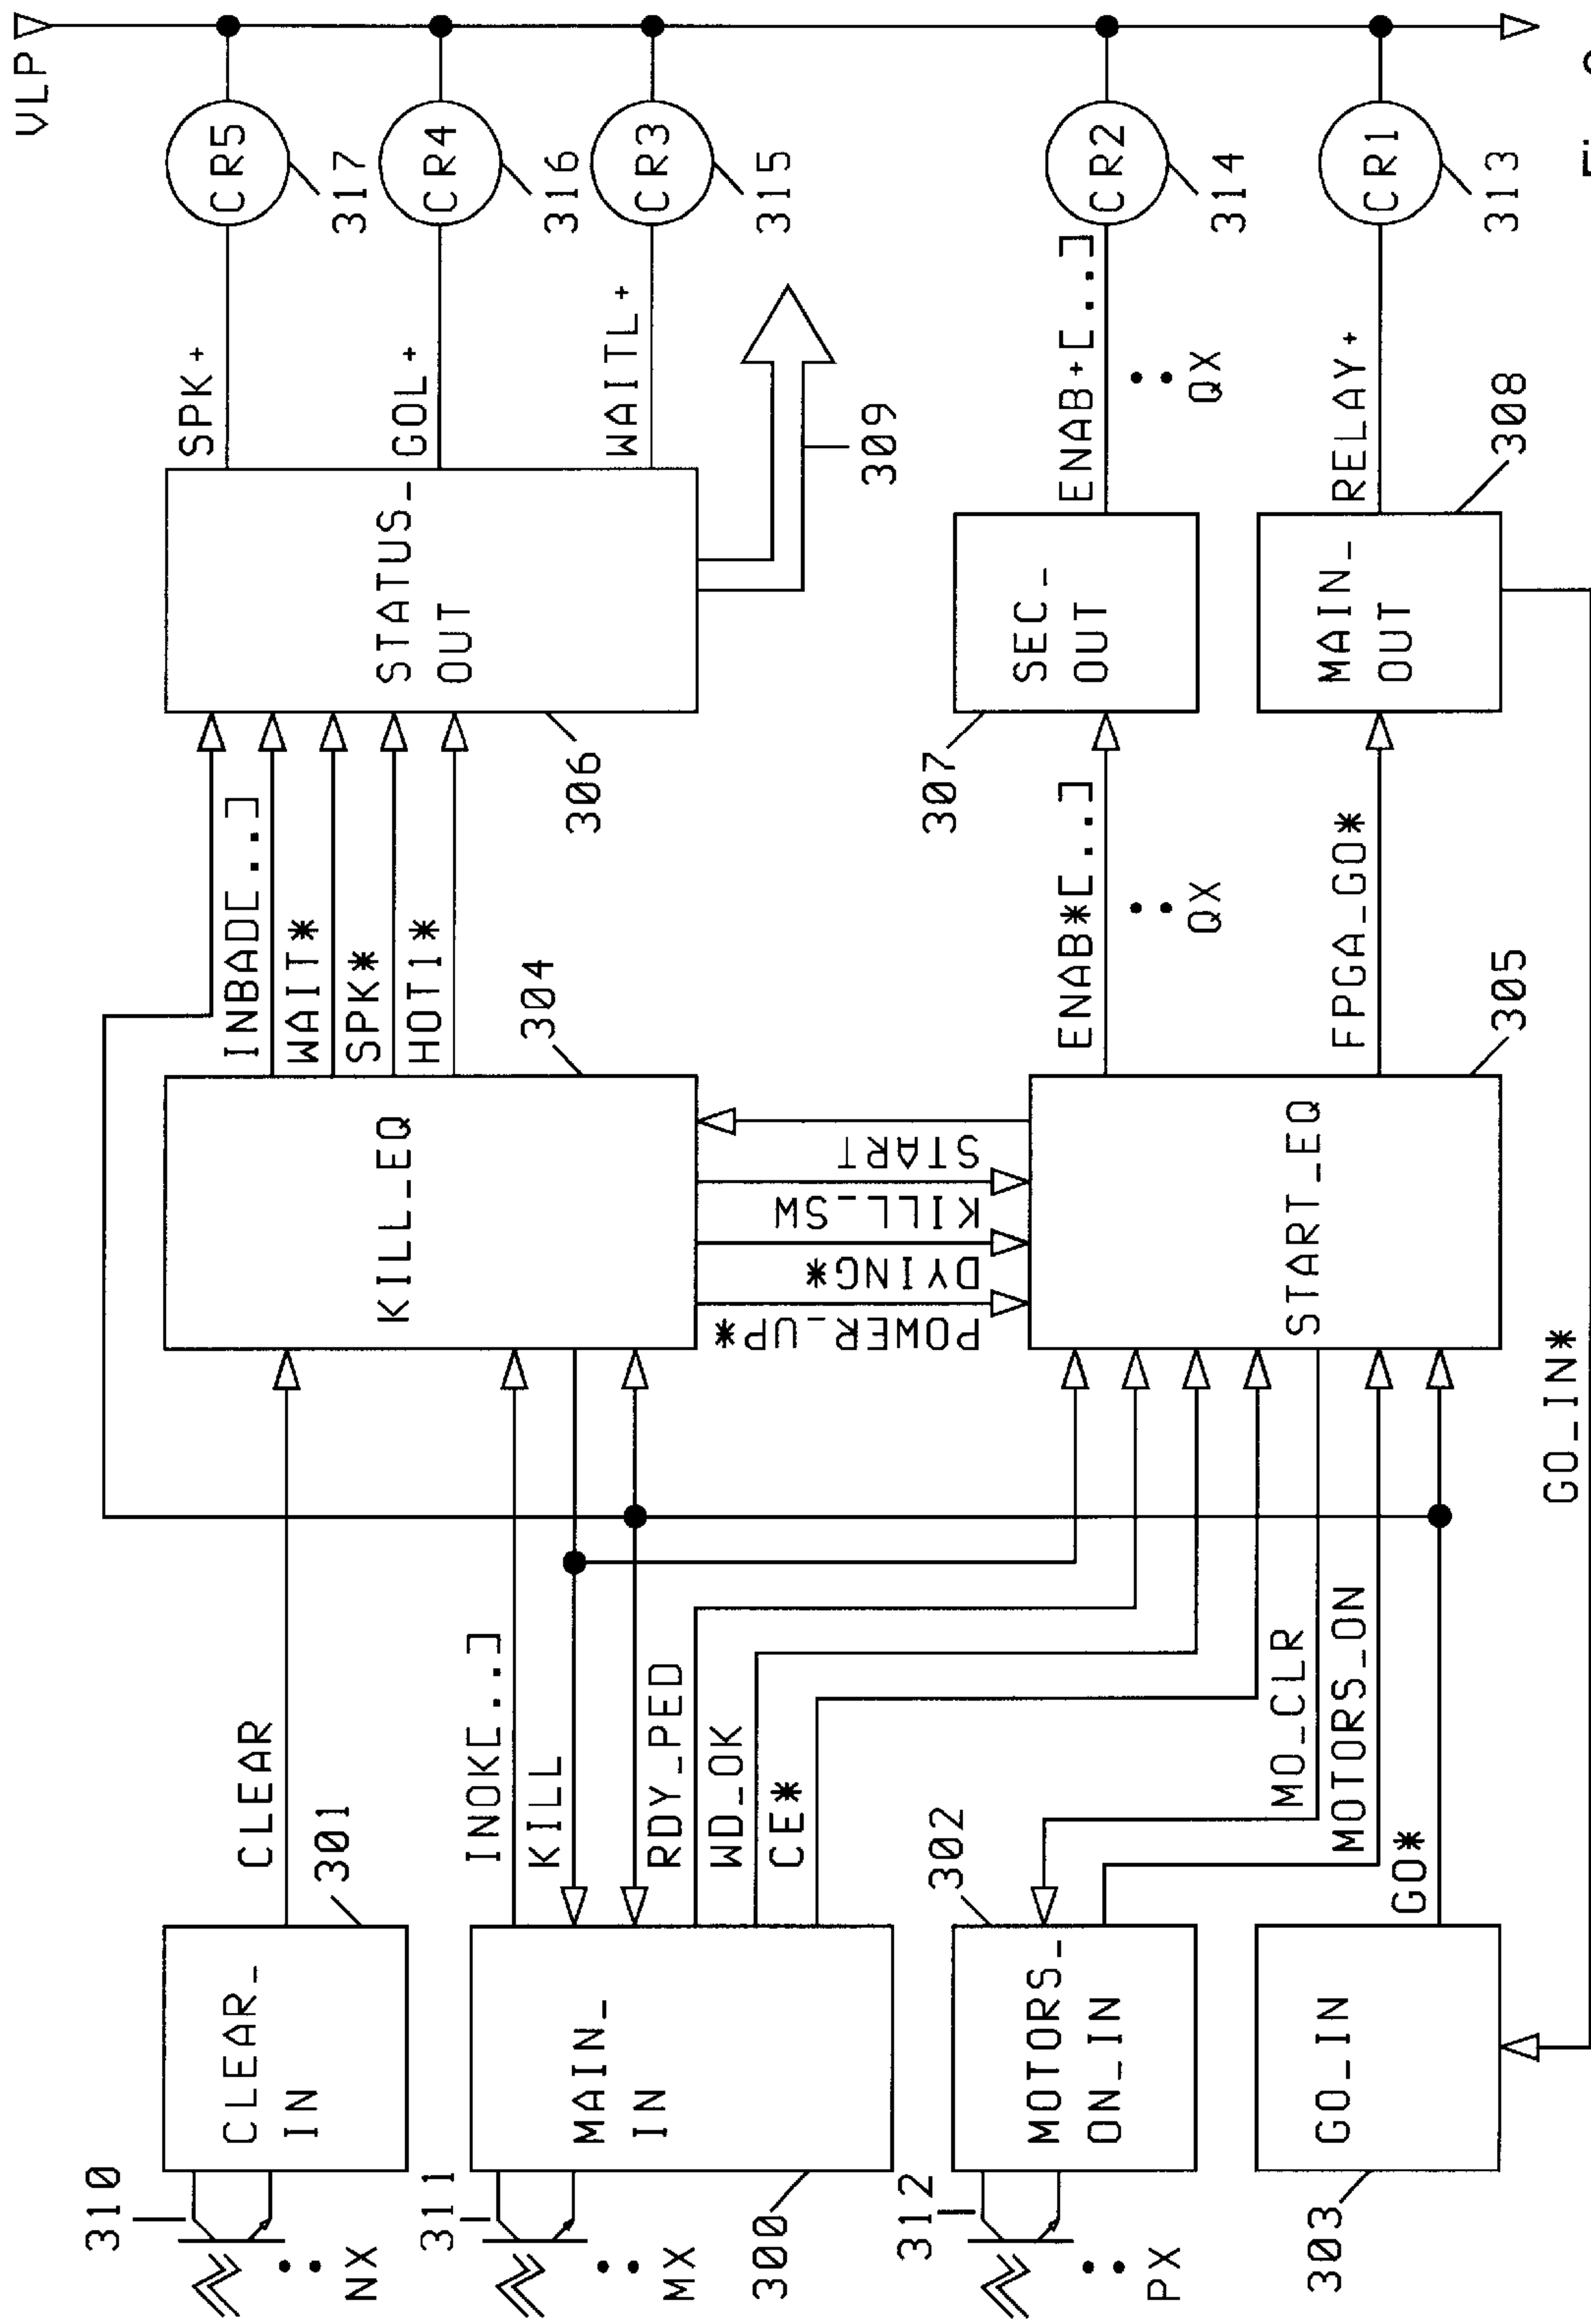 VLP
310
CLEAR_
IN
301
NX
CLEAR
311
MAIN_
IN
300
MX
INOK[..]
KILL
RDY_PED
WD_OK
CE*
312
MOTORS_
ON_IN
302
PX
MO_CLR
MOTORS_ON
GO_IN
303
GO*
GO_IN*
KILL_EQ
304
START
KILL_SW
DYING*
POWER_UP*
START_EQ
305
INBAD[..]
WAIT*
SPK*
HOT1*
ENAB*[..]
QX
FPGA_GO*
STATUS_
OUT
306
309
SEC_
OUT
307
MAIN_
OUT
308
SPK+
GOL+
WAITL+
ENAB+[..]
QX
RELAY+
CR5
317
CR4
316
CR3
315
CR2
314
CR1
313